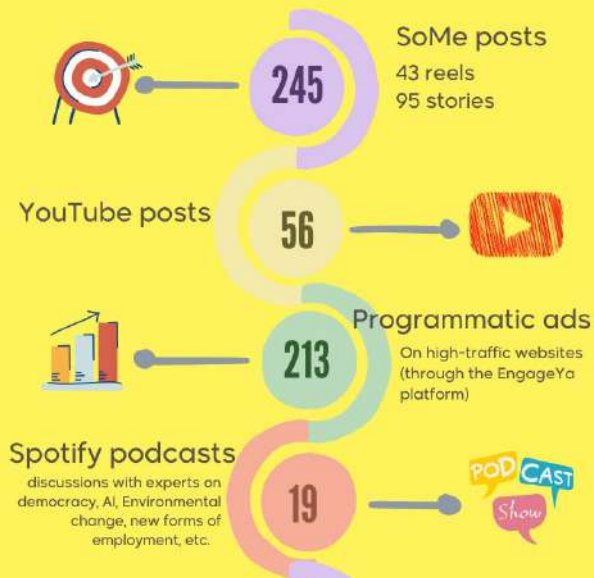 SoMe posts
43 reels
95 stories
245
YouTube posts
56
Programmatic ads
On high-traffic websites
(through the EngageYa
platform)
213
Spotify podcasts
discussions with experts on
democracy, AI, Environmental
change, new forms of
employment, etc.
19
POD CAST
Show